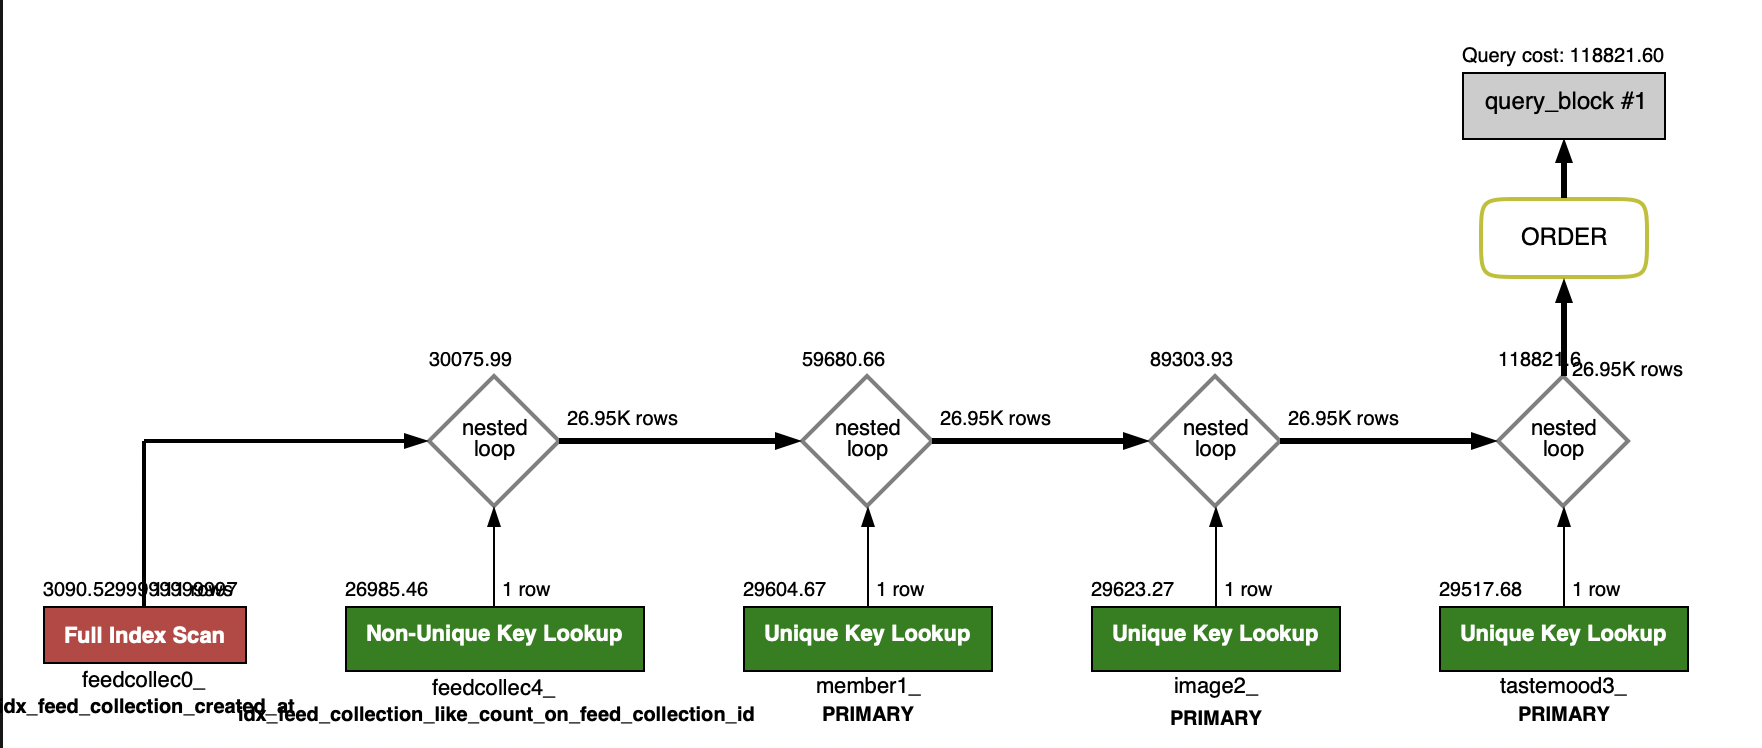 Query cost: 118821.60
query_block #1
ORDER
30075.99
59680.66
89303.93
118821.6
26.95K rows
26.95K rows
26.95K rows
26.95K rows
nested
loop
nested
loop
nested
loop
nested
loop
rows
26985.46
1 row
29604.67
1 row
29623.27
1 row
29517.68
1 row
Full Index Scan
Non-Unique Key Lookup
Unique Key Lookup
Unique Key Lookup
Unique Key Lookup
feedcollec0_
feedcollec4_
member1_
image2_
tastemood3_
idx_feed_collection_created_at
idx_feed_collection_like_count_on_feed_collection_id
PRIMARY
PRIMARY
PRIMARY